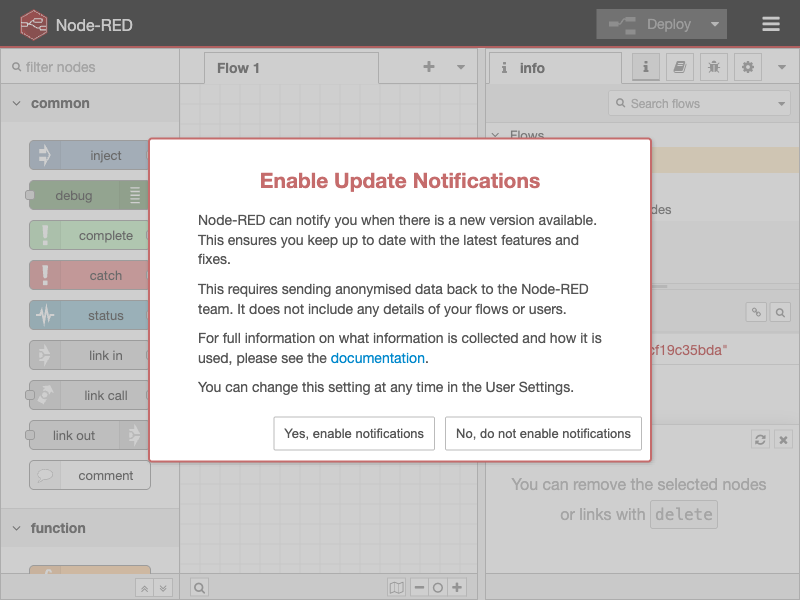 Node-RED
Deploy
filter nodes
Flow 1
info
common
Search flows
Flows
inject
debug
complete
catch
status
link in
link call
link out
comment
function
Enable Update Notifications
Node-RED can notify you when there is a new version available.
This ensures you keep up to date with the latest features and
fixes.
This requires sending anonymised data back to the Node-RED
team. It does not include any details of your flows or users.
For full information on what information is collected and how it is
used, please see the documentation.
You can change this setting at any time in the User Settings.
Yes, enable notifications
No, do not enable notifications
cf19c35bda"
You can remove the selected nodes
or links with delete